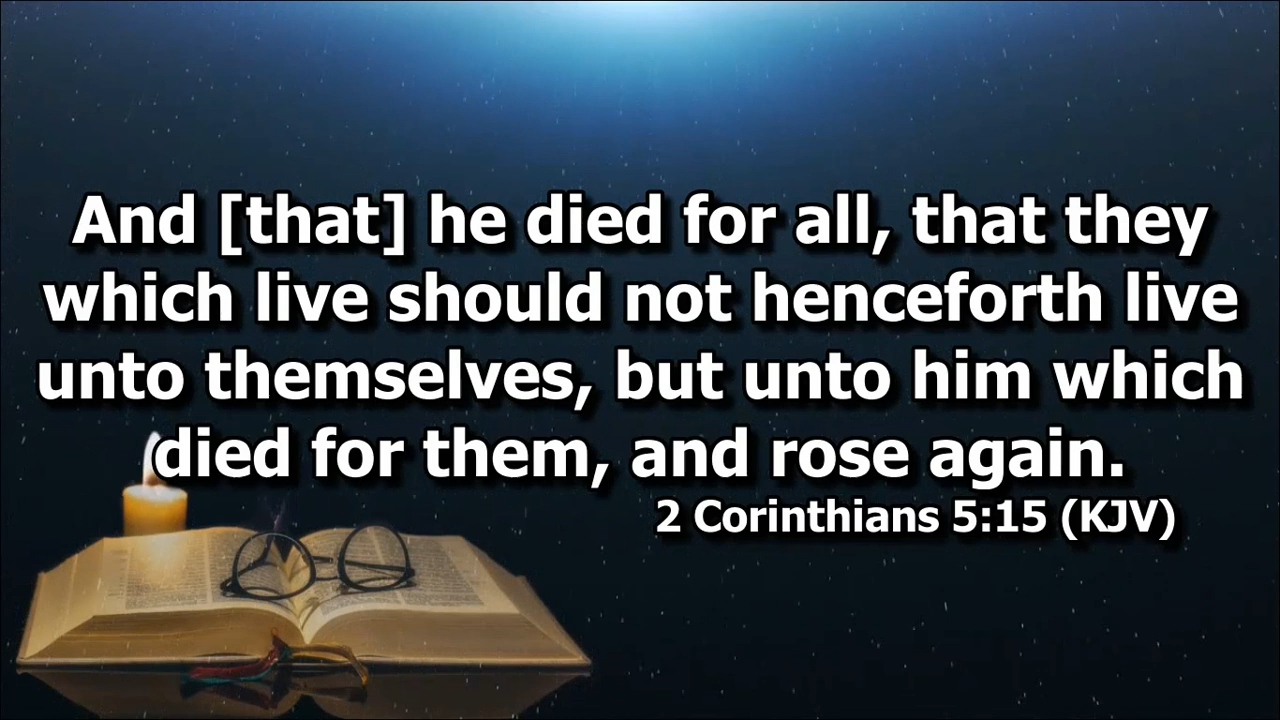 And [that] he died for all, that they
which live should not henceforth live
unto themselves, but unto him which
died for them, and rose again.
2 Corinthians 5:15 (KJV)